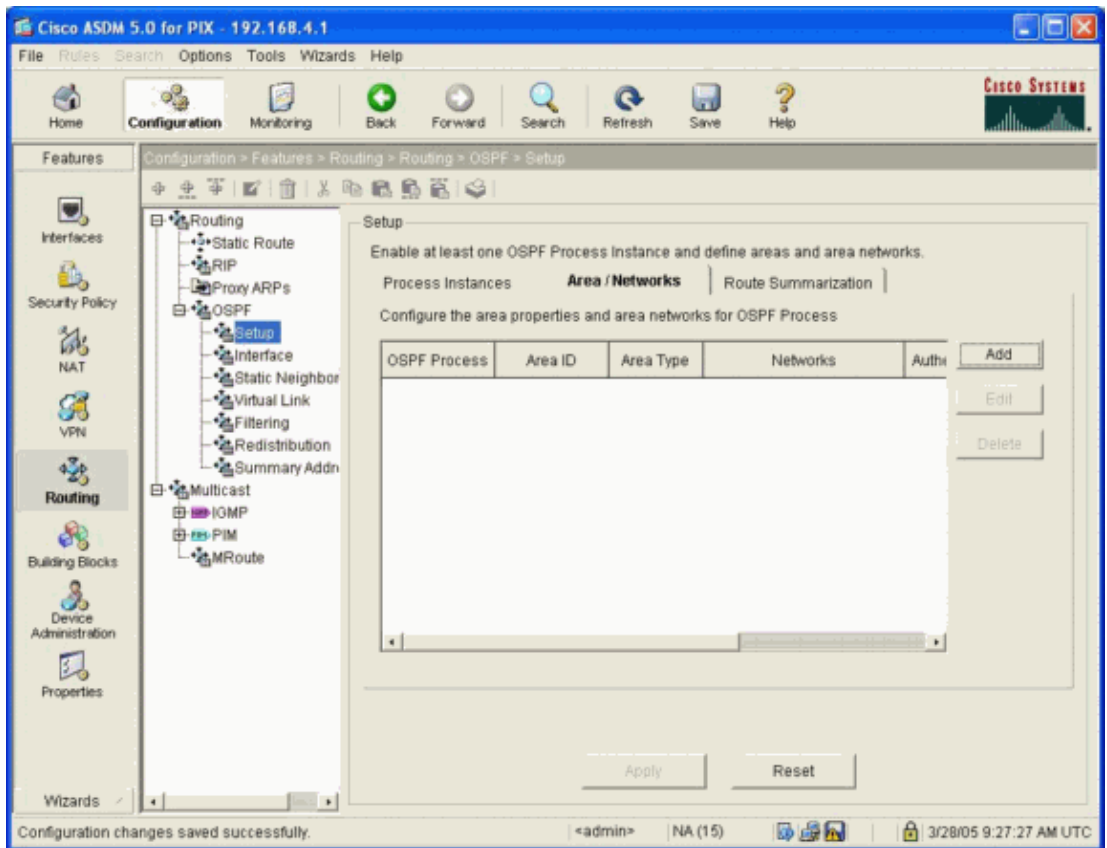 Cisco ASDM 5.0 for PIX - 192.168.4.1
File Rules Search Options Tools Wizards Help
Home Configuration Monitoring Back Forward Search Refresh Save Help
CISCO SYSTEMS
Features
Configuration > Features > Routing > Routing > OSPF > Setup
Interfaces
Security Policy
NAT
VPN
Routing
Building Blocks
Device Administration
Properties
Wizards
Routing
Static Route
RIP
Proxy ARPs
OSPF
Setup
Interface
Static Neighbor
Virtual Link
Filtering
Redistribution
Summary Addr
Multicast
IGMP
PIM
MRoute
Setup
Enable at least one OSPF Process Instance and define areas and area networks.
Process Instances Area / Networks Route Summarization
Configure the area properties and area networks for OSPF Process
OSPF Process Area ID Area Type Networks Authe
Add
Edit
Delete
Apply Reset
Configuration changes saved successfully. <admin> NA (15) 3/28/05 9:27:27 AM UTC